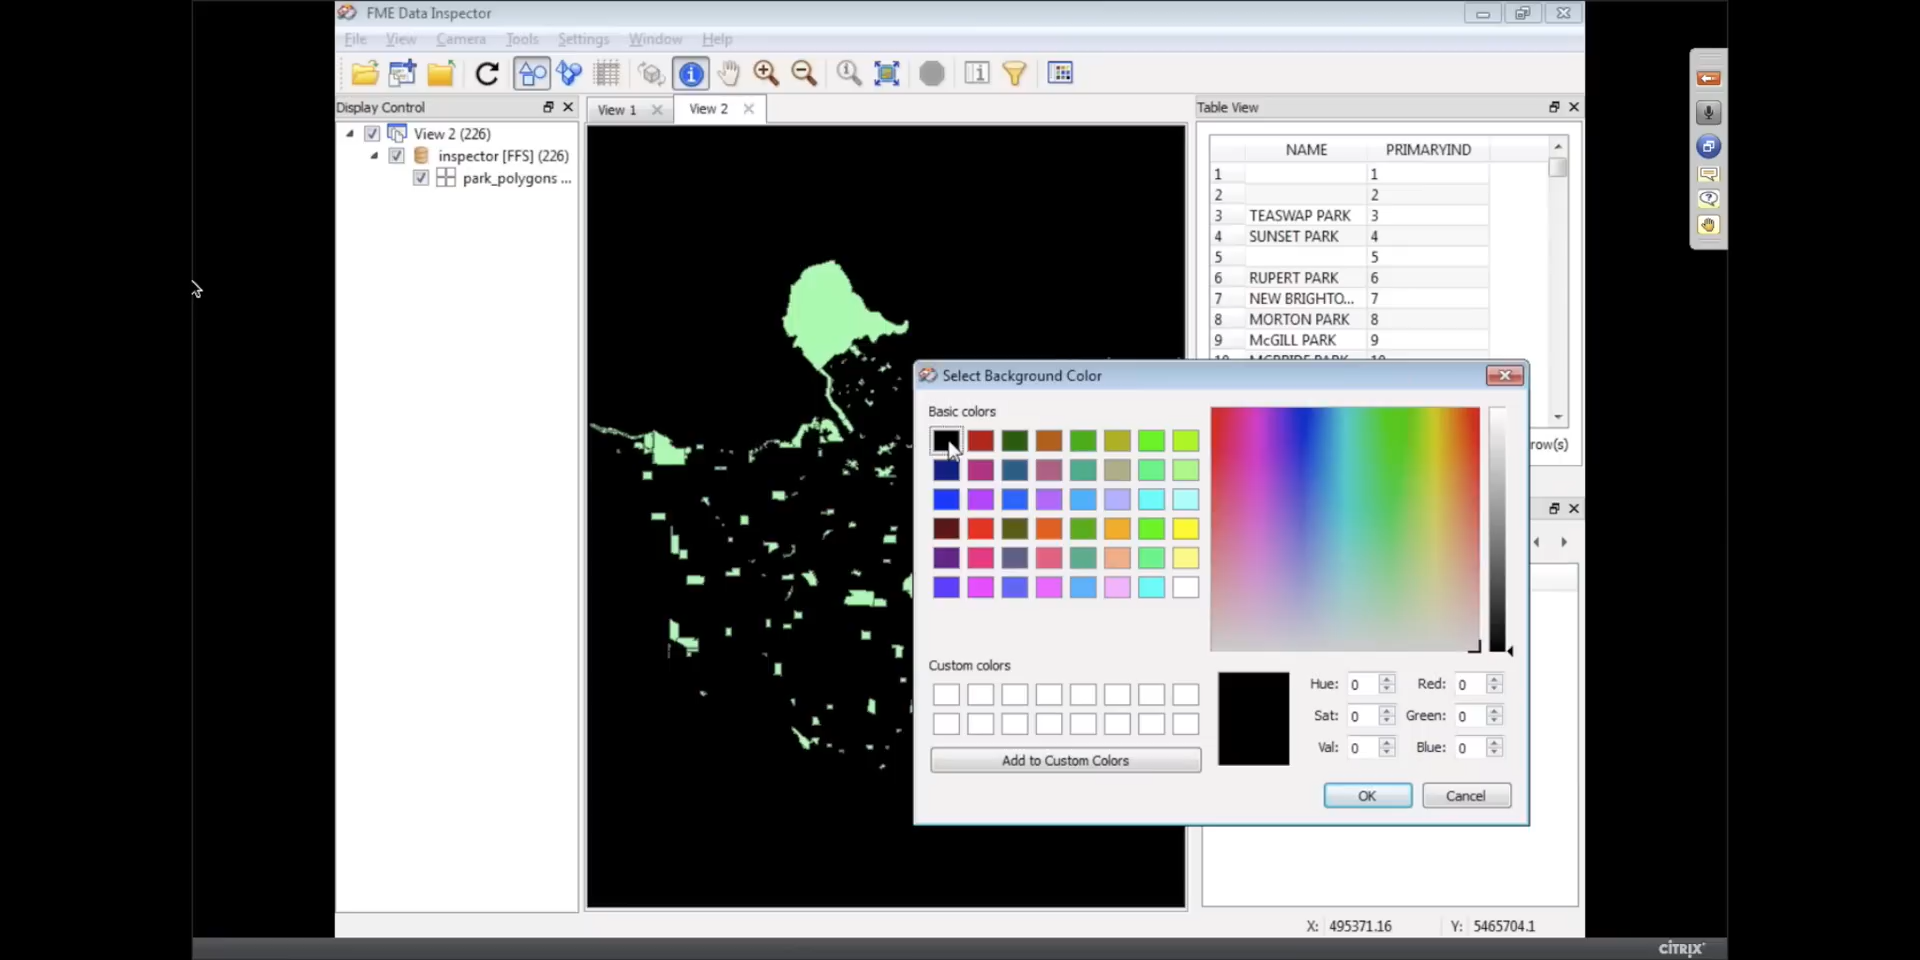 FME Data Inspector
File View Camera Tools Settings Window Help
Display Control
View 1
View 2
Table View
View 2 (226)
inspector [FFS] (226)
park_polygons ...
NAME PRIMARYIND
1 1
2 2
3 TEASWAP PARK 3
4 SUNSET PARK 4
5 5
6 RUPERT PARK 6
7 NEW BRIGHTO... 7
8 MORTON PARK 8
9 McGILL PARK 9
10 MCBRIDE PARK 10
row(s)
Select Background Color
Basic colors
Custom colors
Add to Custom Colors
Hue: 0 Red: 0
Sat: 0 Green: 0
Val: 0 Blue: 0
OK Cancel
X: 495371.16 Y: 5465704.1
CITRIX